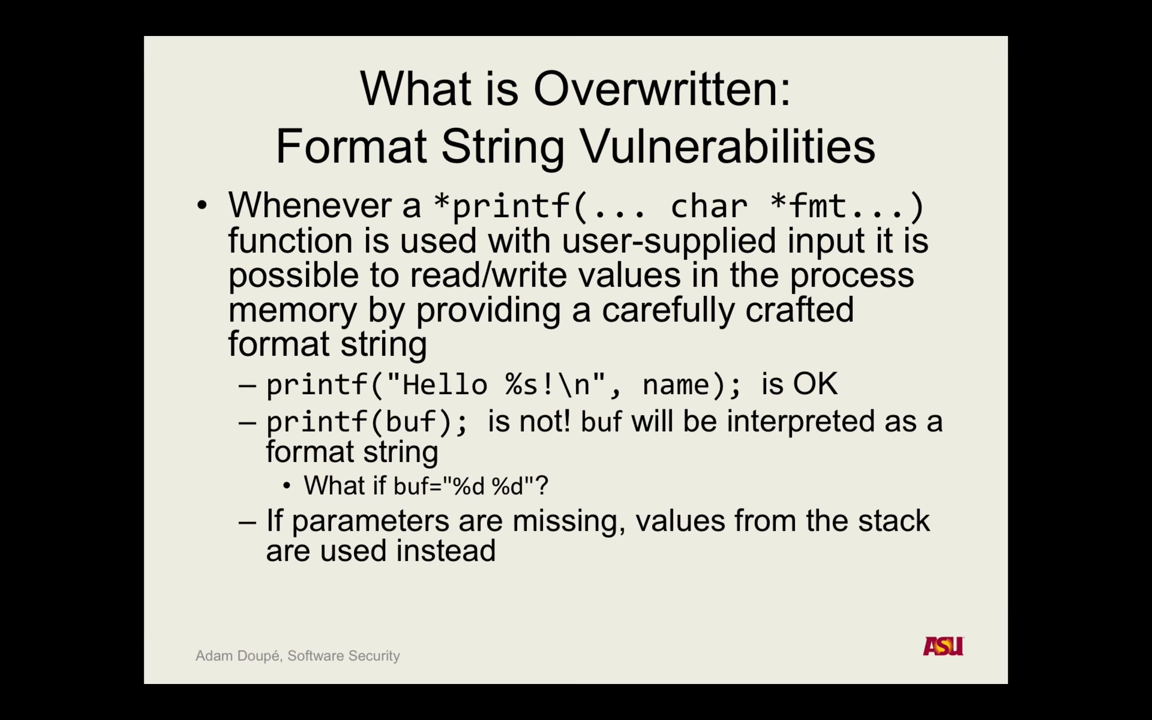 What is Overwritten:
Format String Vulnerabilities
• Whenever a *printf(... char *fmt...)
function is used with user-supplied input it is
possible to read/write values in the process
memory by providing a carefully crafted
format string
– printf("Hello %s!\n", name); is OK
– printf(buf); is not! buf will be interpreted as a
format string
• What if buf="%d %d"?
– If parameters are missing, values from the stack
are used instead
Adam Doupé, Software Security
ASU